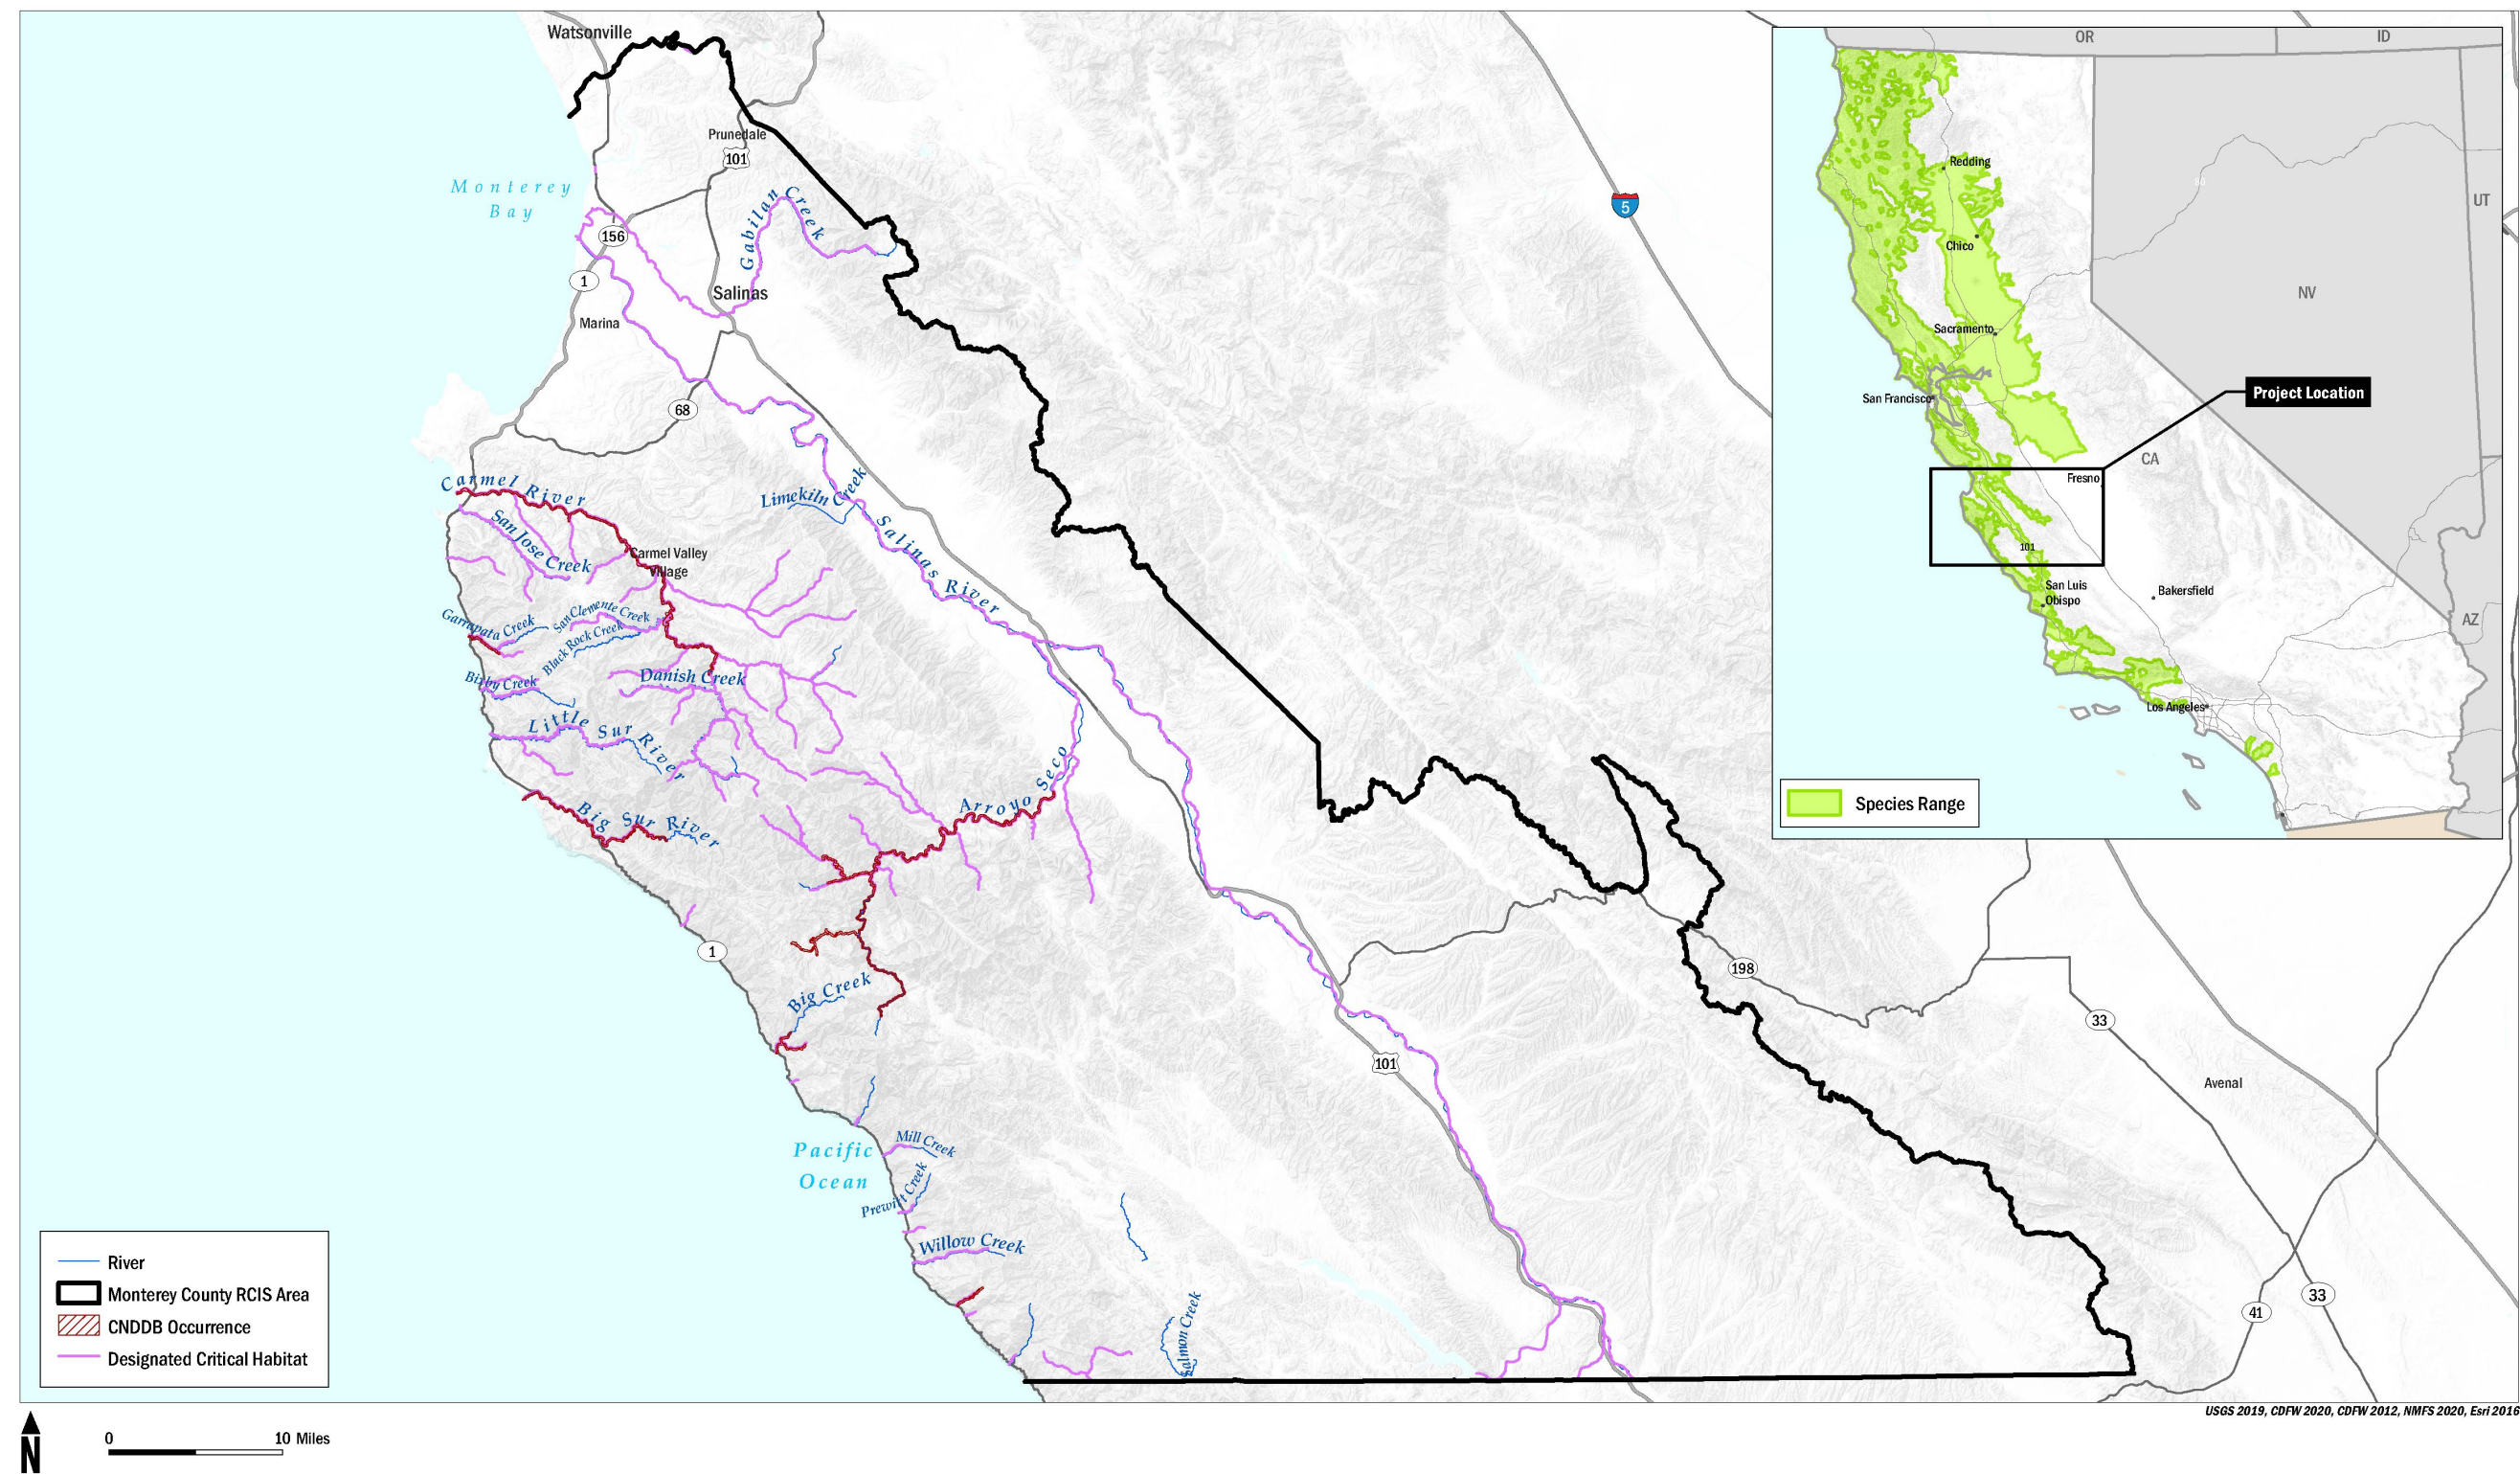 Watsonville
Prunedale
101
Monterey
Bay
Gabilan Creek
156
1
Salinas
Marina
68
5
Carmel River
San Jose Creek
Carmel Valley
Village
Limekiln Creek
Salinas River
Garrapata Creek
San Clemente Creek
Black Rock Creek
Bixby Creek
Danish Creek
Little Sur River
Big Sur River
Arroyo Seco
1
Big Creek
198
33
101
Avenal
Pacific
Ocean
Mill Creek
Prewitt Creek
Willow Creek
Salmon Creek
41
33
River
Monterey County RCIS Area
CNDDB Occurrence
Designated Critical Habitat
N
0 10 Miles
USGS 2019, CDFW 2020, CDFW 2012, NMFS 2020, Esri 2016
OR
ID
Redding
UT
Chico
NV
Sacramento
San Francisco
Project Location
CA
Fresno
101
San Luis
Obispo
Bakersfield
AZ
Los Angeles
Species Range